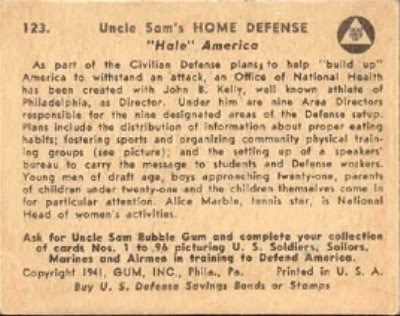 123. Uncle Sam's HOME DEFENSE
"Hale" America
As part of the Civilian Defense plans, to help "build up"
America to withstand an attack, an Office of National Health
has been created with John B. Kelly, well known athlete of
Philadelphia, as Director. Under him are nine Area Directors
responsible for the nine designated areas of the Defense setup.
Plans include the distribution of information about proper eating
habits; fostering sports and organizing community physical train-
ing groups (see picture); and the setting up of a speakers'
bureau to carry the message to students and Defense workers.
Young men of draft age, boys approaching twenty-one, parents
of children under twenty-one and the children themselves come in
for particular attention. Alice Marble, tennis star, is National
Head of women's activities.
Ask for Uncle Sam Bubble Gum and complete your collection
of cards Nos. 1 to 96 picturing U. S. Soldiers, Sailors,
Marines and Airmen in training to Defend America.
Copyright 1941, GUM, INC., Phila., Pa. Printed in U. S. A.
Buy U. S. Defense Savings Bonds or Stamps